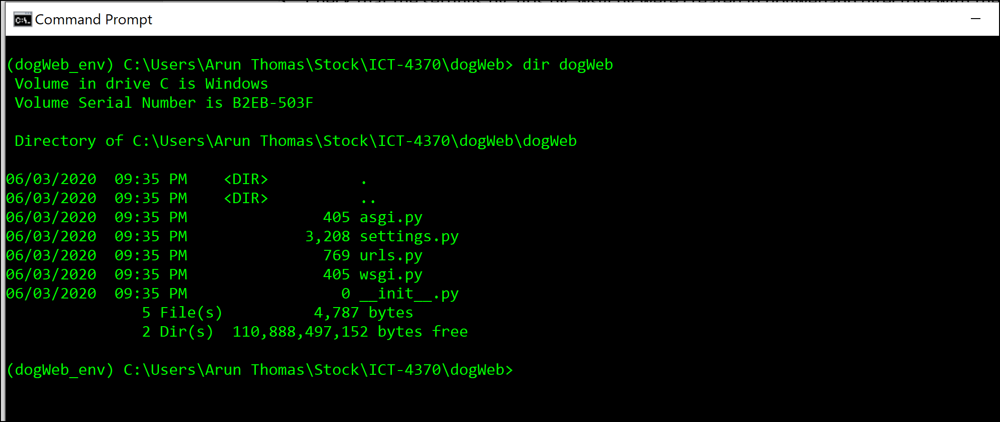 Command Prompt
(dogWeb_env) C:\Users\Arun Thomas\Stock\ICT-4370\dogWeb> dir dogWeb
 Volume in drive C is Windows
 Volume Serial Number is B2EB-503F
 Directory of C:\Users\Arun Thomas\Stock\ICT-4370\dogWeb\dogWeb
06/03/2020  09:35 PM    <DIR>          .
06/03/2020  09:35 PM    <DIR>          ..
06/03/2020  09:35 PM               405 asgi.py
06/03/2020  09:35 PM             3,208 settings.py
06/03/2020  09:35 PM               769 urls.py
06/03/2020  09:35 PM               405 wsgi.py
06/03/2020  09:35 PM                 0 __init__.py
               5 File(s)          4,787 bytes
               2 Dir(s)  110,888,497,152 bytes free
(dogWeb_env) C:\Users\Arun Thomas\Stock\ICT-4370\dogWeb>